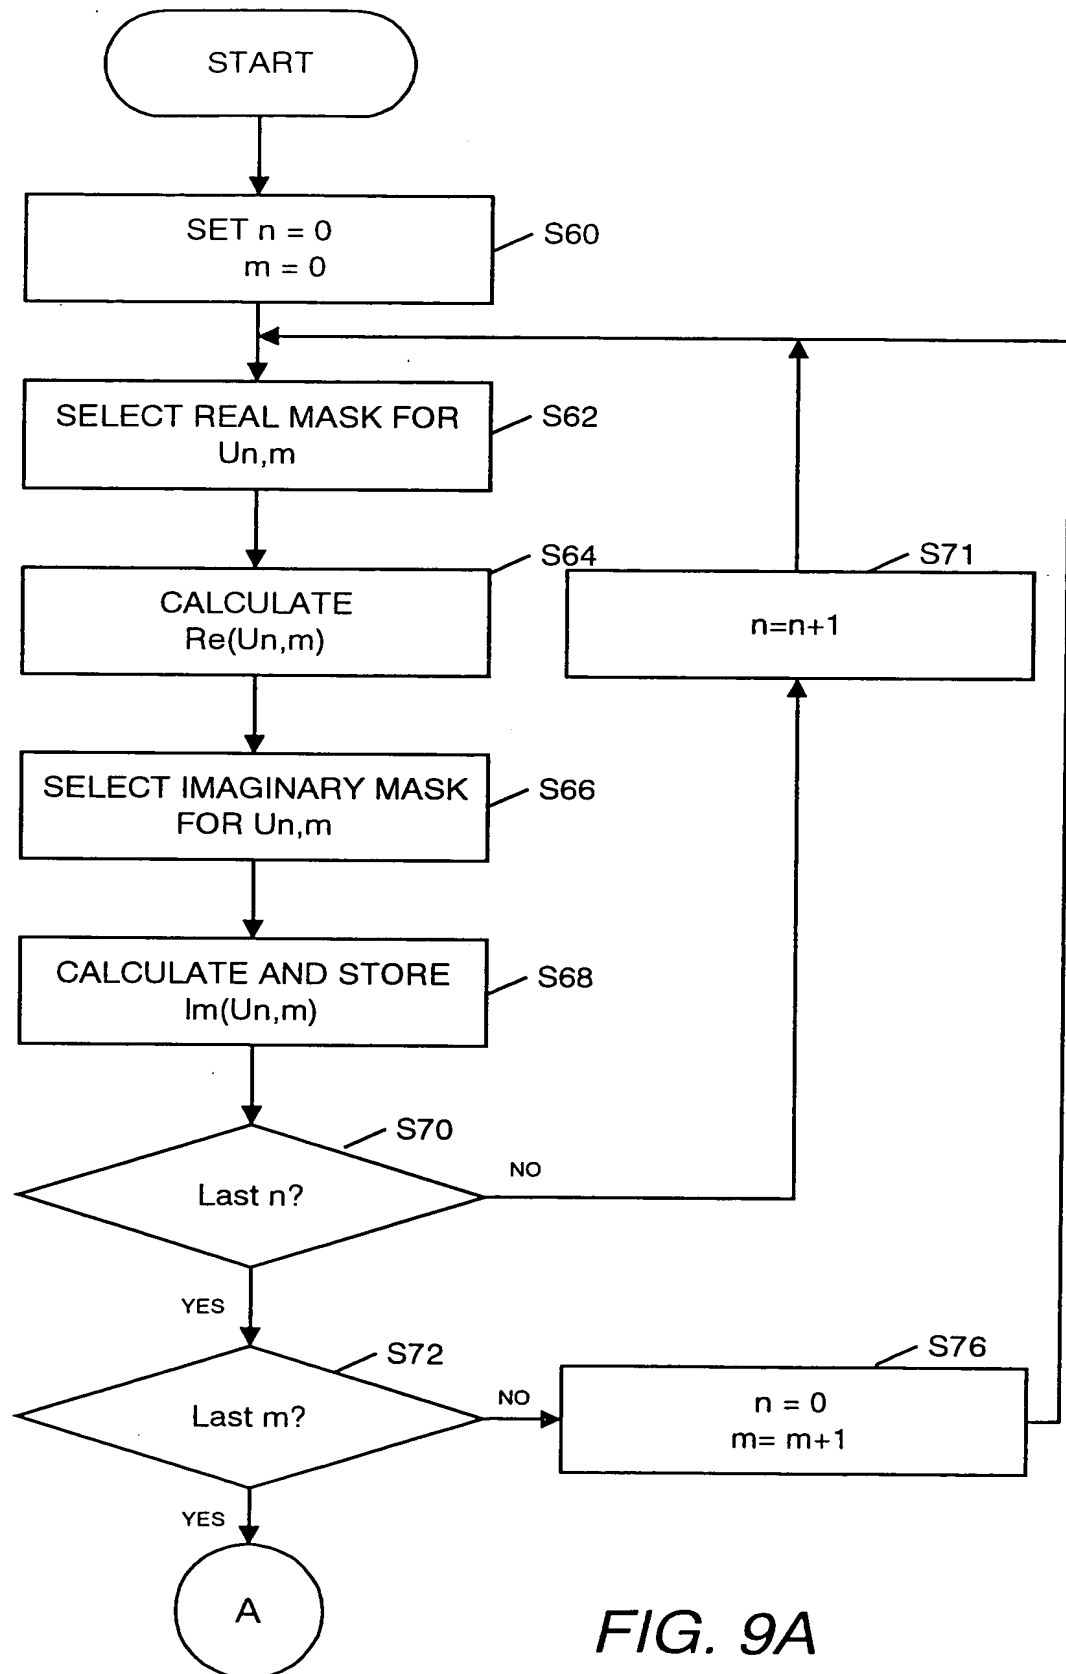 START
SET n = 0
m = 0
S60
SELECT REAL MASK FOR
Un,m
S62
CALCULATE
Re(Un,m)
S64
n=n+1
S71
SELECT IMAGINARY MASK
FOR Un,m
S66
CALCULATE AND STORE
Im(Un,m)
S68
Last n?
S70
NO
YES
Last m?
S72
NO
n = 0
m= m+1
S76
YES
A
FIG. 9A